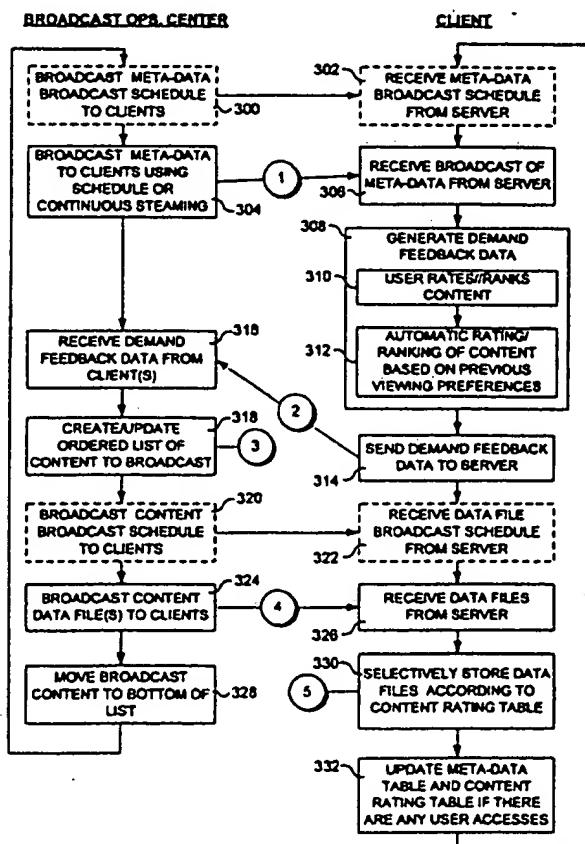 BROADCAST OPS. CENTER
CLIENT
BROADCAST META-DATA
BROADCAST SCHEDULE
TO CLIENTS
300
302
RECEIVE META-DATA
BROADCAST SCHEDULE
FROM SERVER
BROADCAST META-DATA
TO CLIENTS USING
SCHEDULE OR
CONTINUOUS STEAMING
304
1
RECEIVE BROADCAST OF
META-DATA FROM SERVER
306
308
GENERATE DEMAND
FEEDBACK DATA
310
USER RATES//RANKS
CONTENT
312
AUTOMATIC RATING/
RANKING OF CONTENT
BASED ON PREVIOUS
VIEWING PREFERENCES
316
RECEIVE DEMAND
FEEDBACK DATA FROM
CLIENT(S)
2
318
CREATE/UPDATE
ORDERED LIST OF
CONTENT TO BROADCAST
3
SEND DEMAND FEEDBACK
DATA TO SERVER
314
320
BROADCAST CONTENT
BROADCAST SCHEDULE
TO CLIENTS
RECEIVE DATA FILE
BROADCAST SCHEDULE
FROM SERVER
322
324
BROADCAST CONTENT
DATA FILE(S) TO CLIENTS
4
RECEIVE DATA FILES
FROM SERVER
326
MOVE BROADCAST
CONTENT TO BOTTOM OF
LIST
328
330
SELECTIVELY STORE DATA
FILES ACCORDING TO
CONTENT RATING TABLE
5
332
UPDATE META-DATA
TABLE AND CONTENT
RATING TABLE IF THERE
ARE ANY USER ACCESSES